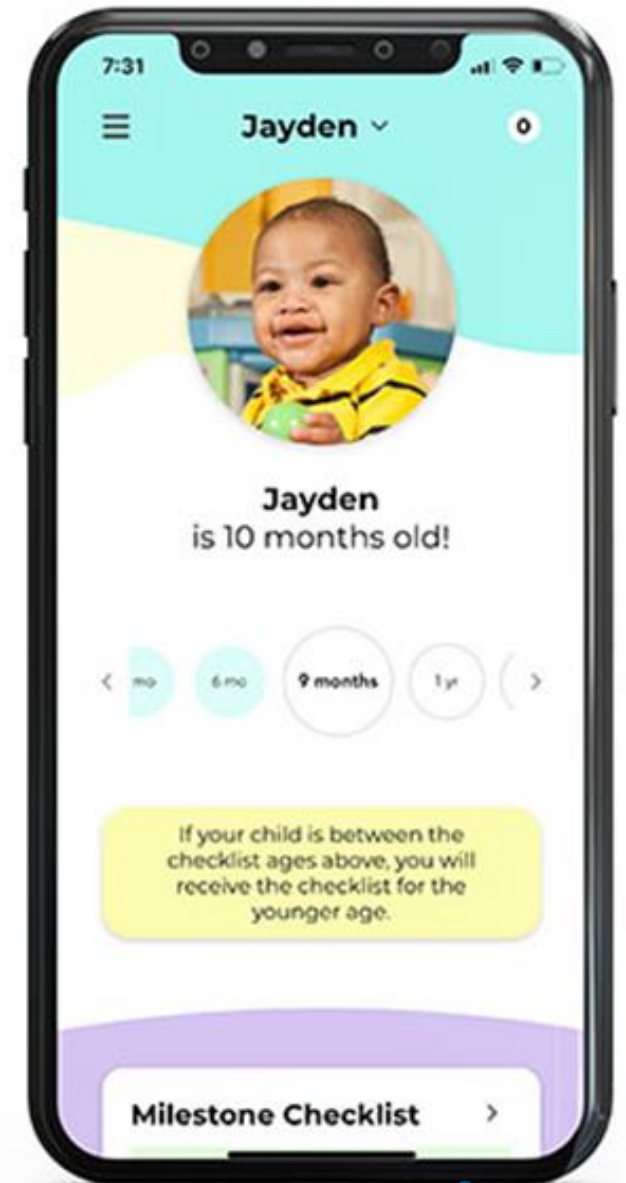 7:31
Jayden
0
Jayden
is 10 months old!
mo
6 mo
9 months
1 yr
If your child is between the
checklist ages above, you will
receive the checklist for the
younger age.
Milestone Checklist